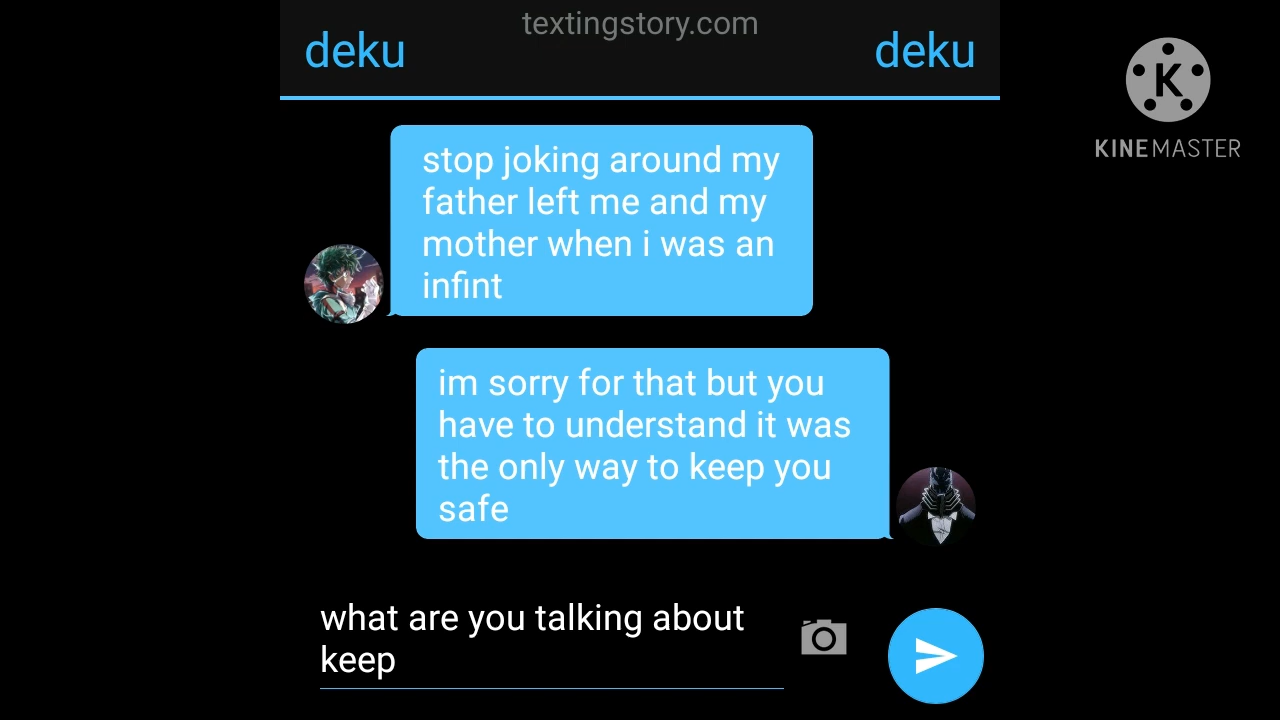 textingstory.com
deku
deku
K
KINEMASTER
stop joking around my
father left me and my
mother when i was an
infint
im sorry for that but you
have to understand it was
the only way to keep you
safe
what are you talking about
keep